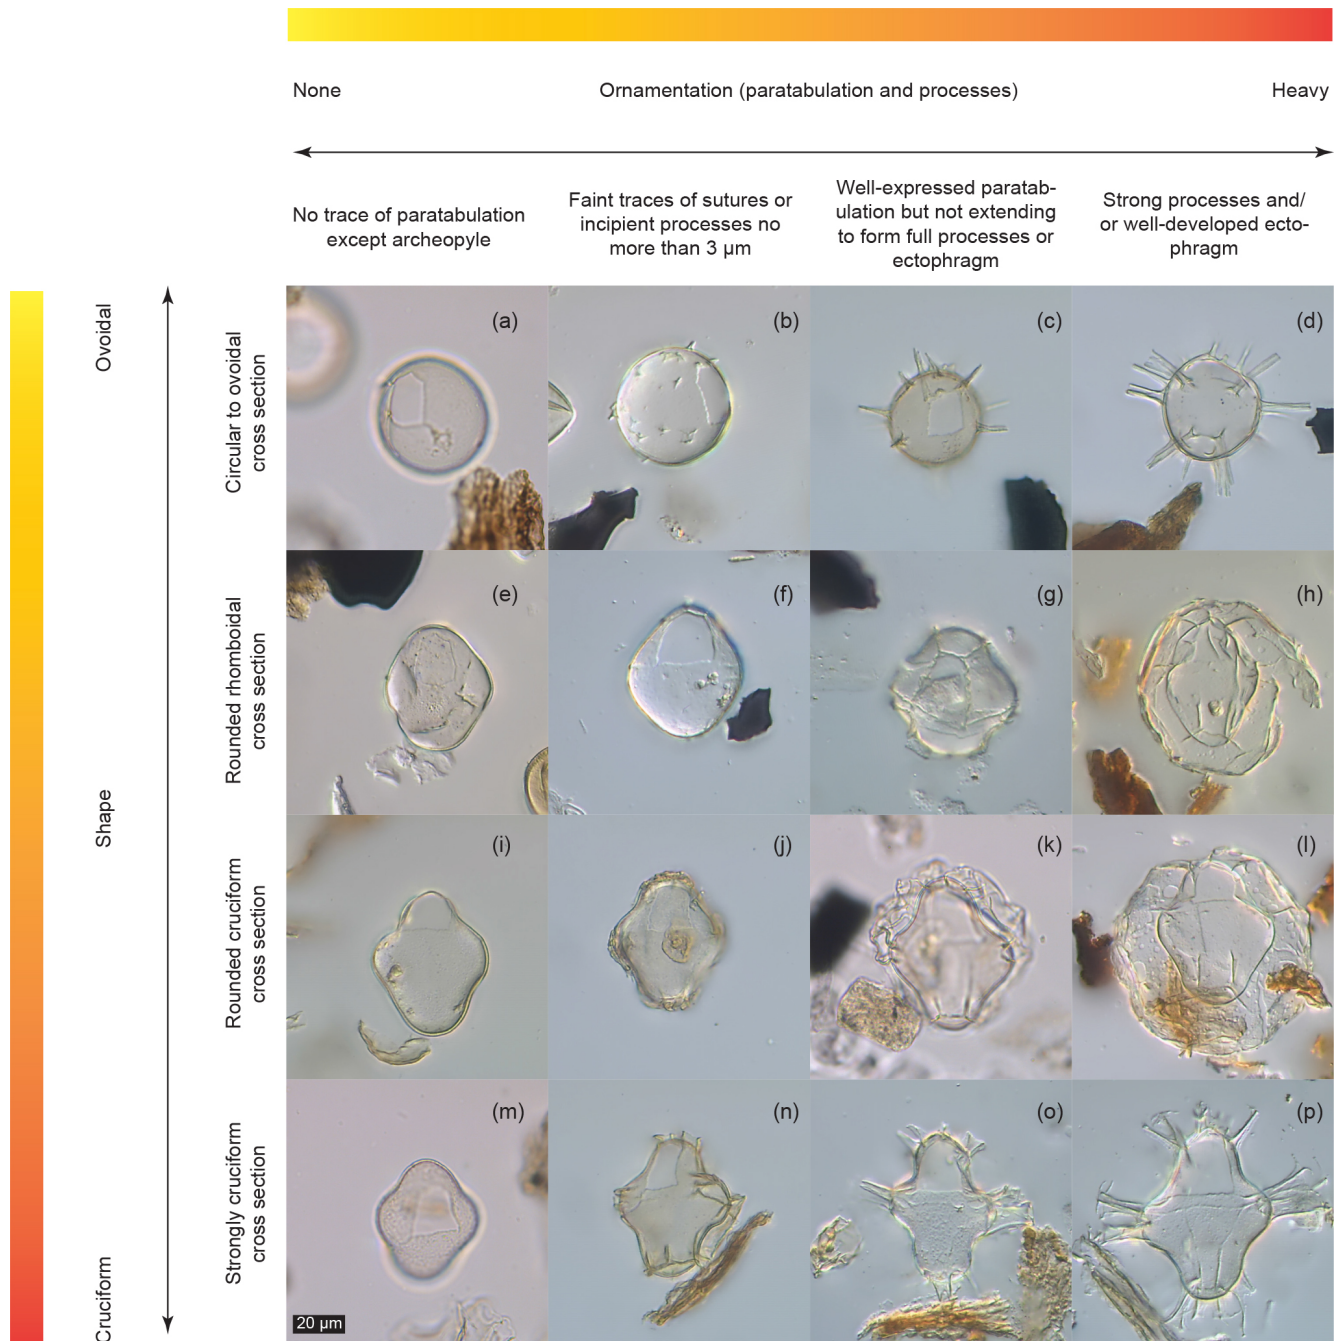 None
Ornamentation (paratabulation and processes)
Heavy
No trace of paratabulation
except archeopyle
Faint traces of sutures or
incipient processes no
more than 3 µm
Well-expressed paratab-
ulation but not extending
to form full processes or
ectophragm
Strong processes and/
or well-developed ecto-
phragm
Ovoidal
Shape
Cruciform
Circular to ovoidal
cross section
(a)
(b)
(c)
(d)
Rounded rhomboidal
cross section
(e)
(f)
(g)
(h)
Rounded cruciform
cross section
(i)
(j)
(k)
(l)
Strongly cruciform
cross section
(m)
(n)
(o)
(p)
20 µm